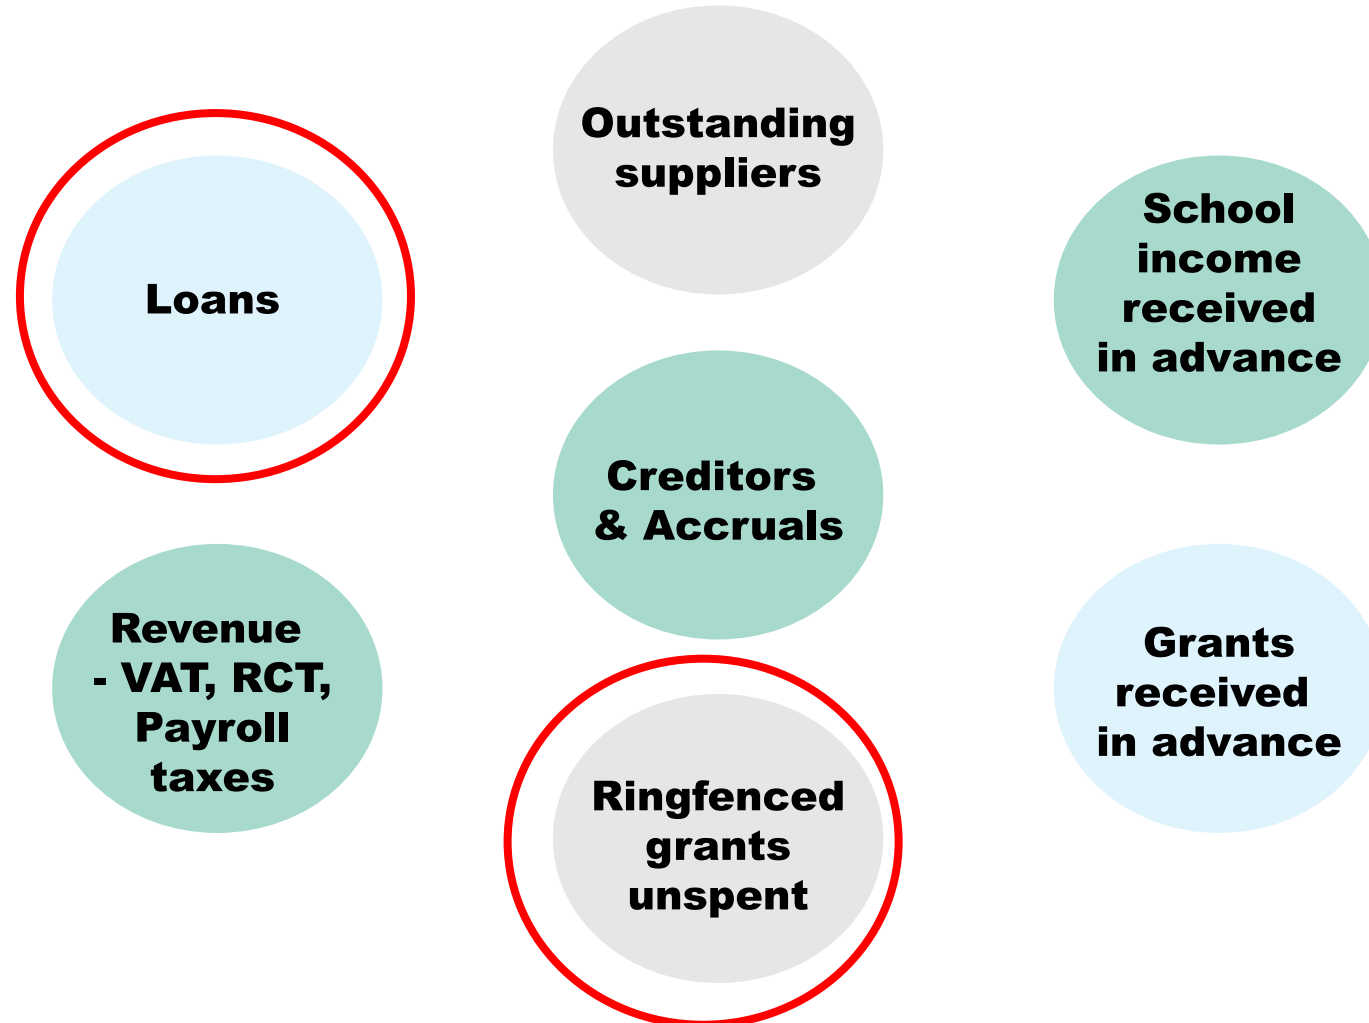 Outstanding
suppliers
Loans
School
income
received
in advance
Creditors
& Accruals
Revenue
- VAT, RCT,
Payroll
taxes
Grants
received
in advance
Ringfenced
grants
unspent